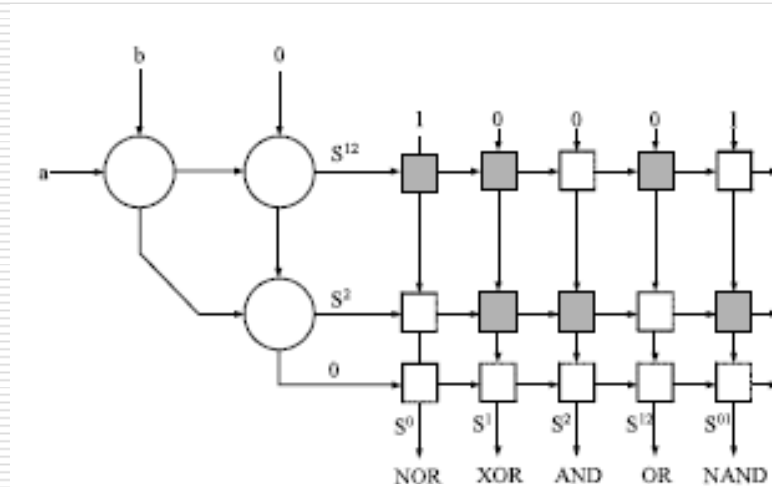 b 0
1 0 0 0 1
a S¹²
S²
0
S⁰ S¹ S² S¹² S⁰¹
NOR XOR AND OR NAND